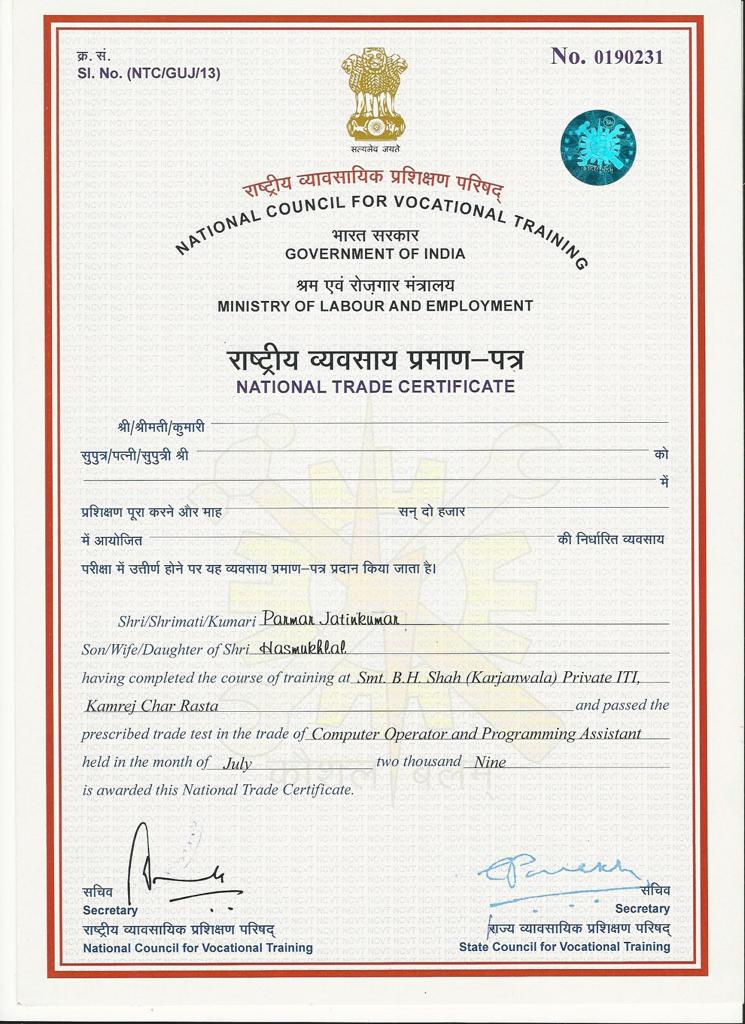 क्र. सं.
Sl. No. (NTC/GUJ/13)
No. 0190231
सत्यमेव जयते
राष्ट्रीय व्यावसायिक प्रशिक्षण परिषद्
NATIONAL COUNCIL FOR VOCATIONAL TRAINING
भारत सरकार
GOVERNMENT OF INDIA
श्रम एवं रोज़गार मंत्रालय
MINISTRY OF LABOUR AND EMPLOYMENT
राष्ट्रीय व्यवसाय प्रमाण–पत्र
NATIONAL TRADE CERTIFICATE
श्री/श्रीमती/कुमारी
सुपुत्र/पत्नी/सुपुत्री श्री को
में
प्रशिक्षण पूरा करने और माह सन् दो हजार
में आयोजित की निर्धारित व्यवसाय
परीक्षा में उत्तीर्ण होने पर यह व्यवसाय प्रमाण–पत्र प्रदान किया जाता है।
Shri/Shrimati/Kumari Parmar Jatinkumar
Son/Wife/Daughter of Shri Hasmukhlal
having completed the course of training at Smt. B.H. Shah (Karjanwala) Private ITI,
Kamrej Char Rasta and passed the
prescribed trade test in the trade of Computer Operator and Programming Assistant
held in the month of July two thousand Nine
कौशल बलम्
is awarded this National Trade Certificate.
सचिव
Secretary
राष्ट्रीय व्यावसायिक प्रशिक्षण परिषद्
National Council for Vocational Training
सचिव
Secretary
राज्य व्यावसायिक प्रशिक्षण परिषद्
State Council for Vocational Training